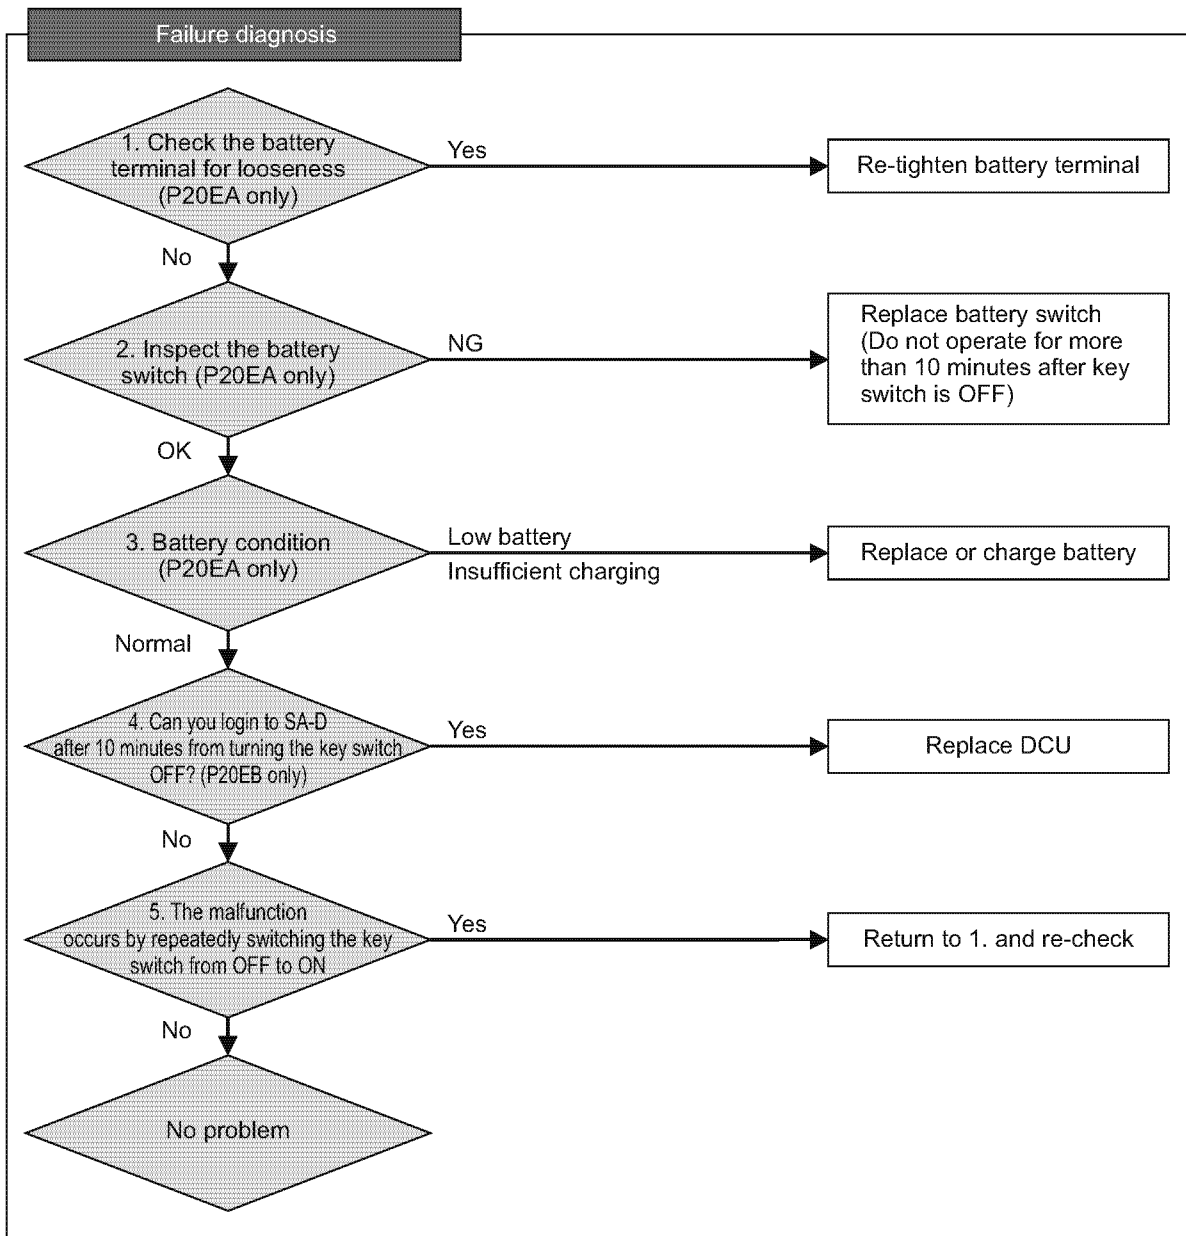 Failure diagnosis
1. Check the battery
terminal for looseness
(P20EA only)
Yes
Re-tighten battery terminal
No
2. Inspect the battery
switch (P20EA only)
NG
Replace battery switch
(Do not operate for more
than 10 minutes after key
switch is OFF)
OK
3. Battery condition
(P20EA only)
Low battery
Insufficient charging
Replace or charge battery
Normal
4. Can you login to SA-D
after 10 minutes from turning the key switch
OFF? (P20EB only)
Yes
Replace DCU
No
5. The malfunction
occurs by repeatedly switching the key
switch from OFF to ON
Yes
Return to 1. and re-check
No
No problem